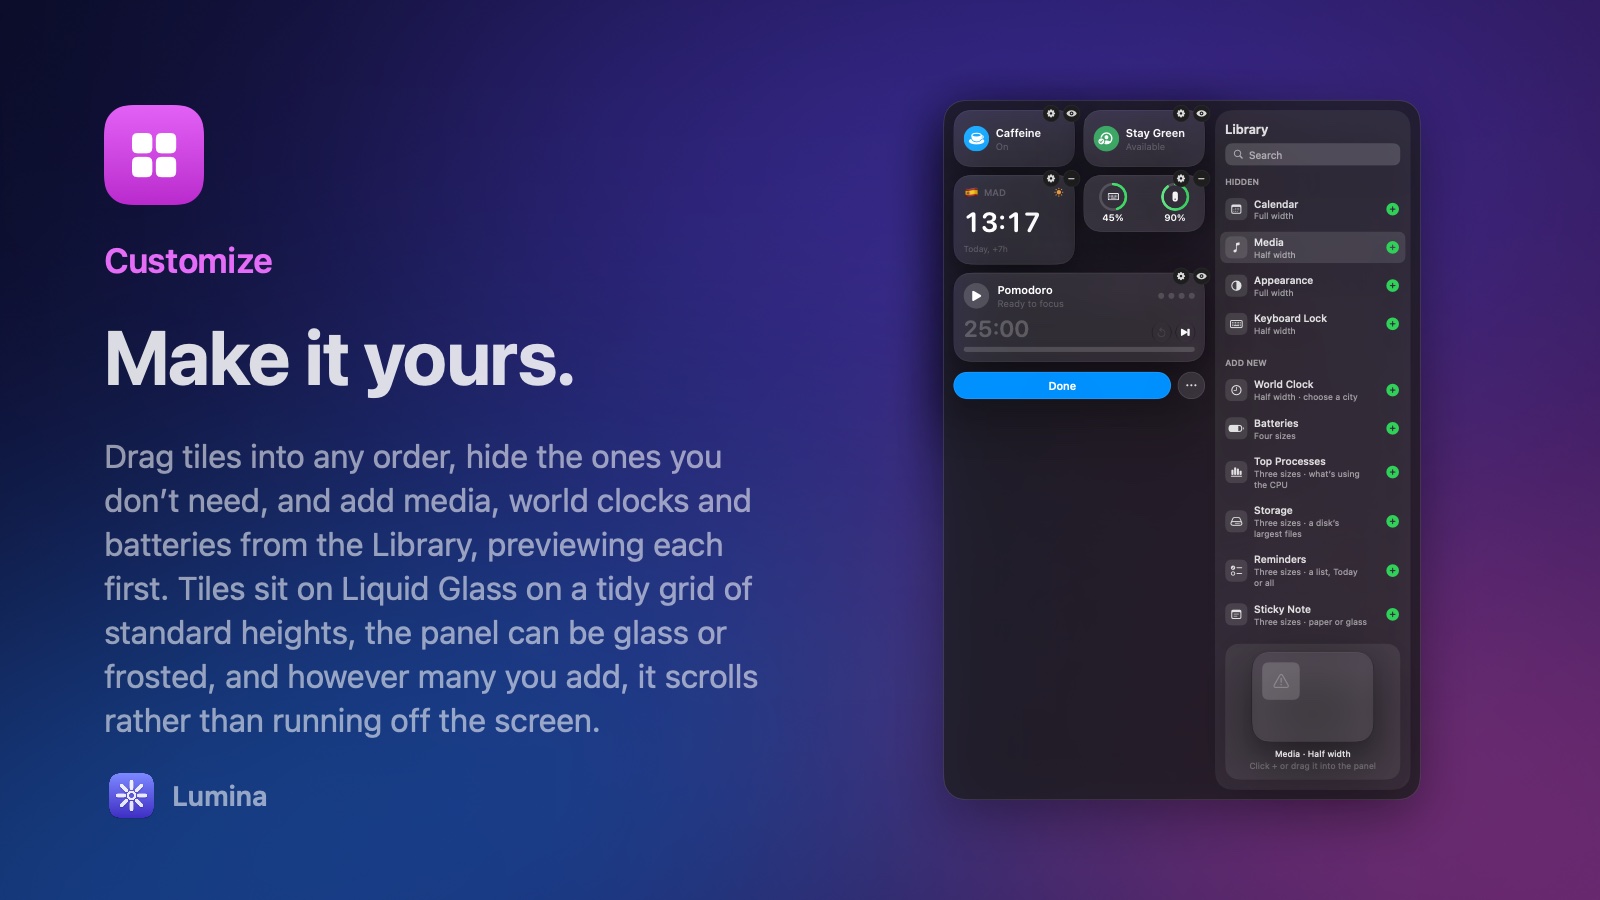 Customize
Make it yours.
Drag tiles into any order, hide the ones you
don’t need, and add media, world clocks and
batteries from the Library, previewing each
first. Tiles sit on Liquid Glass on a tidy grid of
standard heights, the panel can be glass or
frosted, and however many you add, it scrolls
rather than running off the screen.
Lumina
Caffeine
On
Stay Green
Available
MAD
13:17
Today, +7h
45%
90%
Pomodoro
Ready to focus
25:00
Done
Library
Search
HIDDEN
Calendar
Full width
Media
Half width
Appearance
Full width
Keyboard Lock
Half width
ADD NEW
World Clock
Half width · choose a city
Batteries
Four sizes
Top Processes
Three sizes · what's using
the CPU
Storage
Three sizes · a disk's
largest files
Reminders
Three sizes · a list, Today
or all
Sticky Note
Three sizes · paper or glass
Media · Half width
Click + or drag it into the panel